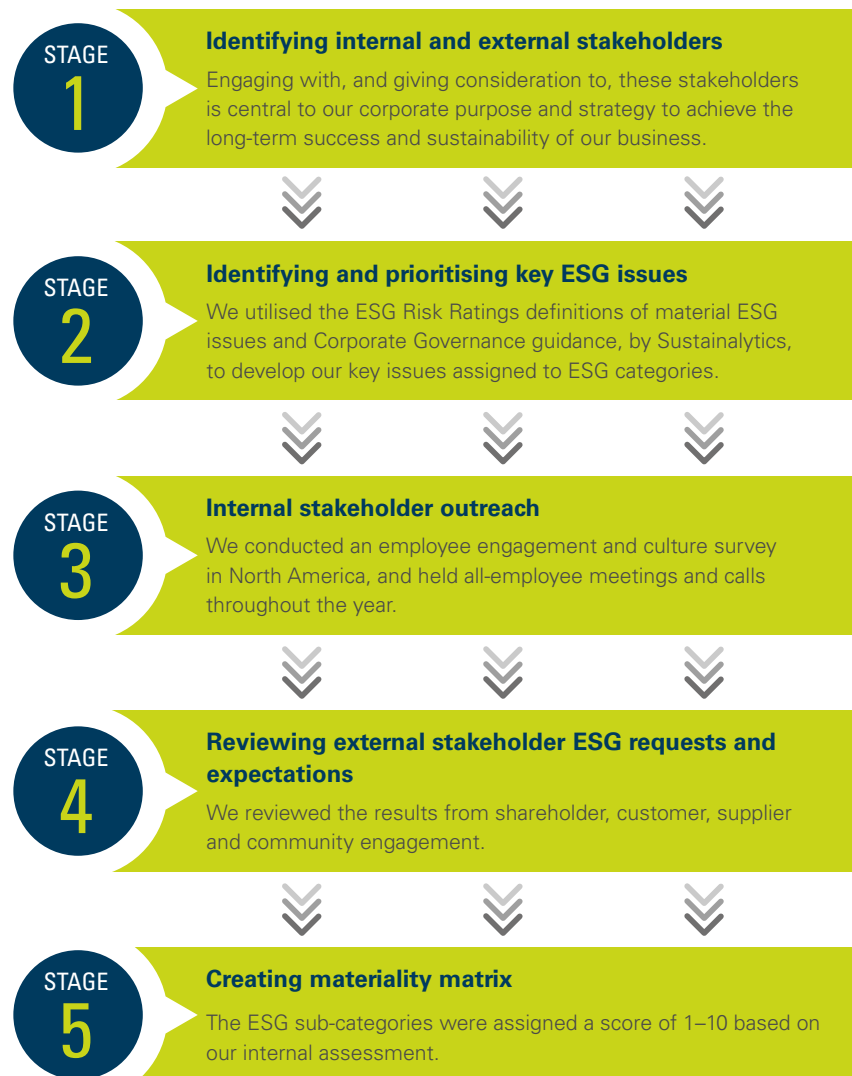 STAGE
1
Identifying internal and external stakeholders
Engaging with, and giving consideration to, these stakeholders
is central to our corporate purpose and strategy to achieve the
long-term success and sustainability of our business.
STAGE
2
Identifying and prioritising key ESG issues
We utilised the ESG Risk Ratings definitions of material ESG
issues and Corporate Governance guidance, by Sustainalytics,
to develop our key issues assigned to ESG categories.
STAGE
3
Internal stakeholder outreach
We conducted an employee engagement and culture survey
in North America, and held all-employee meetings and calls
throughout the year.
STAGE
4
Reviewing external stakeholder ESG requests and
expectations
We reviewed the results from shareholder, customer, supplier
and community engagement.
STAGE
5
Creating materiality matrix
The ESG sub-categories were assigned a score of 1–10 based on
our internal assessment.